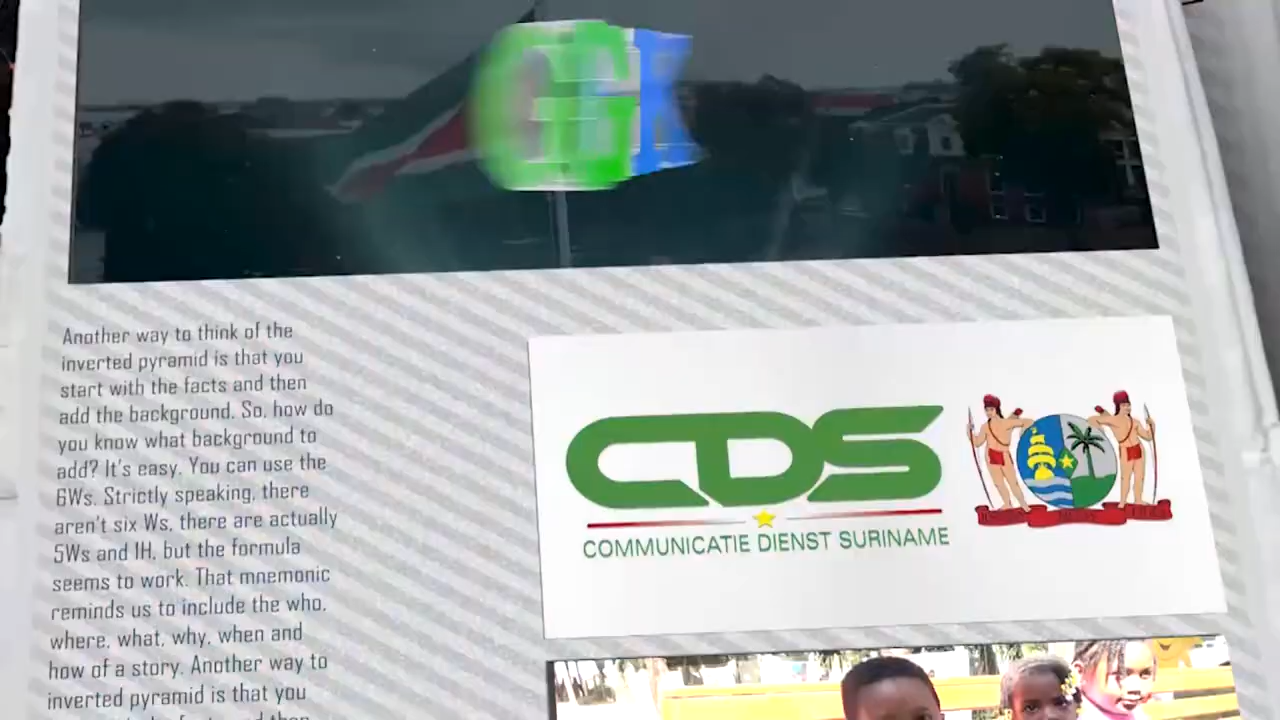 Another way to think of the
inverted pyramid is that you
start with the facts and then
add the background. So, how do
you know what background to
add? It's easy. You can use the
6Ws. Strictly speaking, there
aren't six Ws, there are actually
5Ws and 1H, but the formula
seems to work. That mnemonic
reminds us to include the who,
where, what, why, when and
how of a story. Another way to
inverted pyramid is that you
CDS
COMMUNICATIE DIENST SURINAME